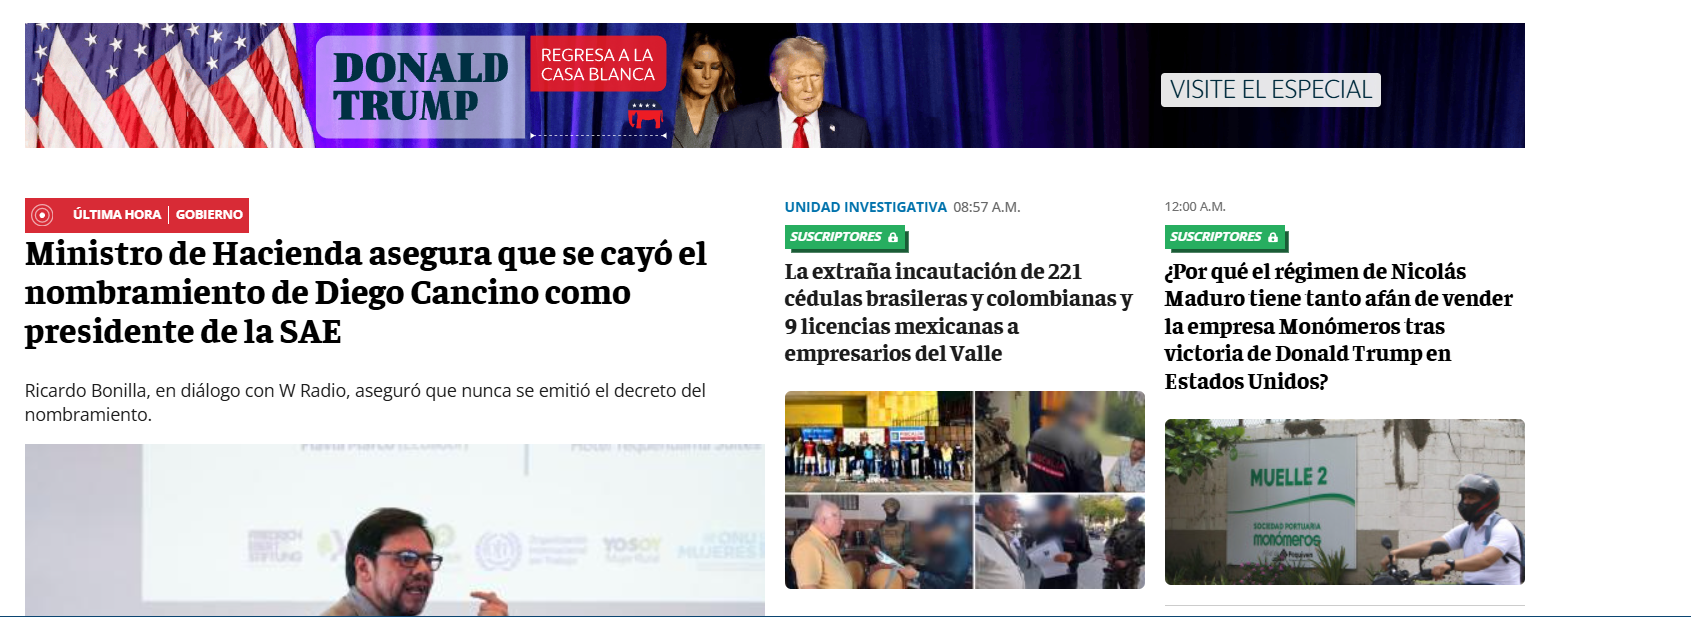 DONALD
TRUMP
REGRESA A LA
CASA BLANCA
VISITE EL ESPECIAL
ÚLTIMA HORA | GOBIERNO
Ministro de Hacienda asegura que se cayó el
nombramiento de Diego Cancino como
presidente de la SAE
Ricardo Bonilla, en diálogo con W Radio, aseguró que nunca se emitió el decreto del
nombramiento.
YOSOY
UNIDAD INVESTIGATIVA 08:57 A.M.
SUSCRIPTORES
La extraña incautación de 221
cédulas brasileras y colombianas y
9 licencias mexicanas a
empresarios del Valle
12:00 A.M.
SUSCRIPTORES
¿Por qué el régimen de Nicolás
Maduro tiene tanto afán de vender
la empresa Monómeros tras
victoria de Donald Trump en
Estados Unidos?
MUELLE 2
SOCIEDAD PORTUARIA
monómeros